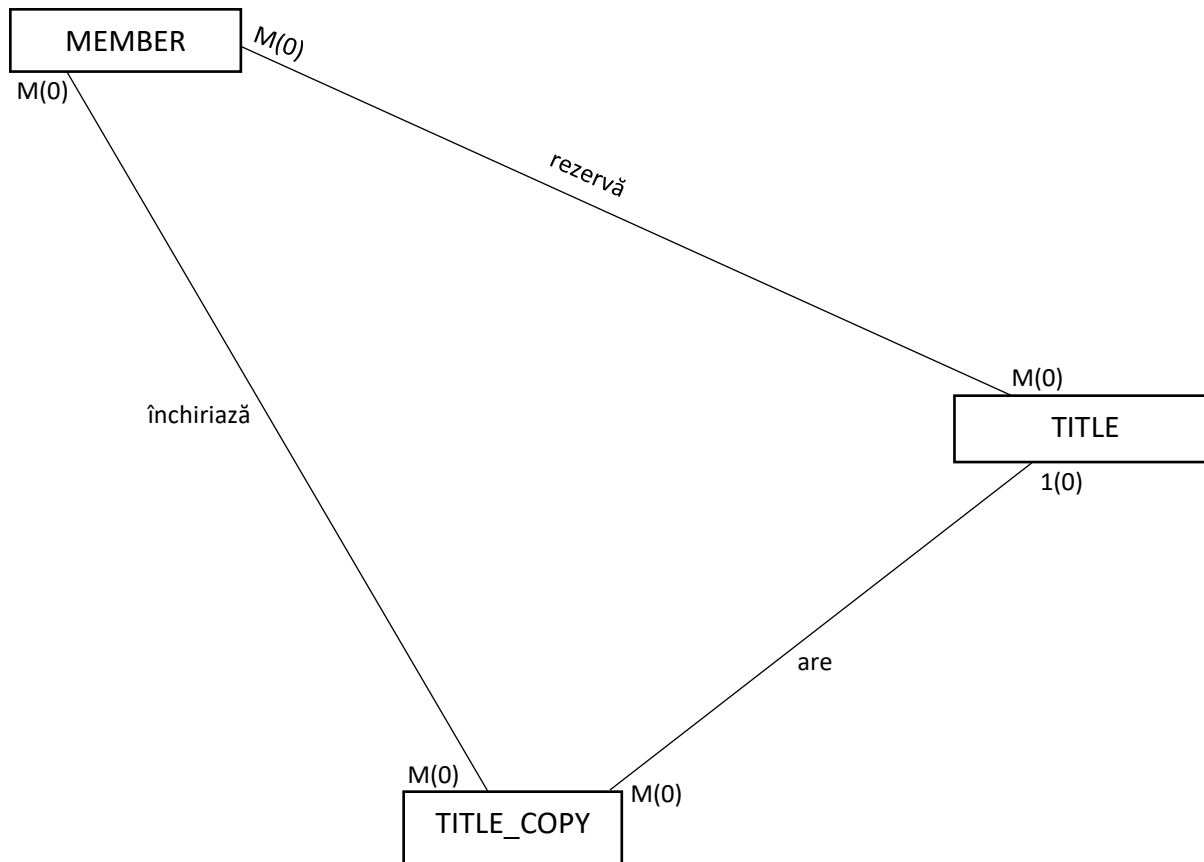 MEMBER
M(0)
M(0)
rezervă
M(0)
închiriază
TITLE
1(0)
are
M(0)
M(0)
TITLE_COPY